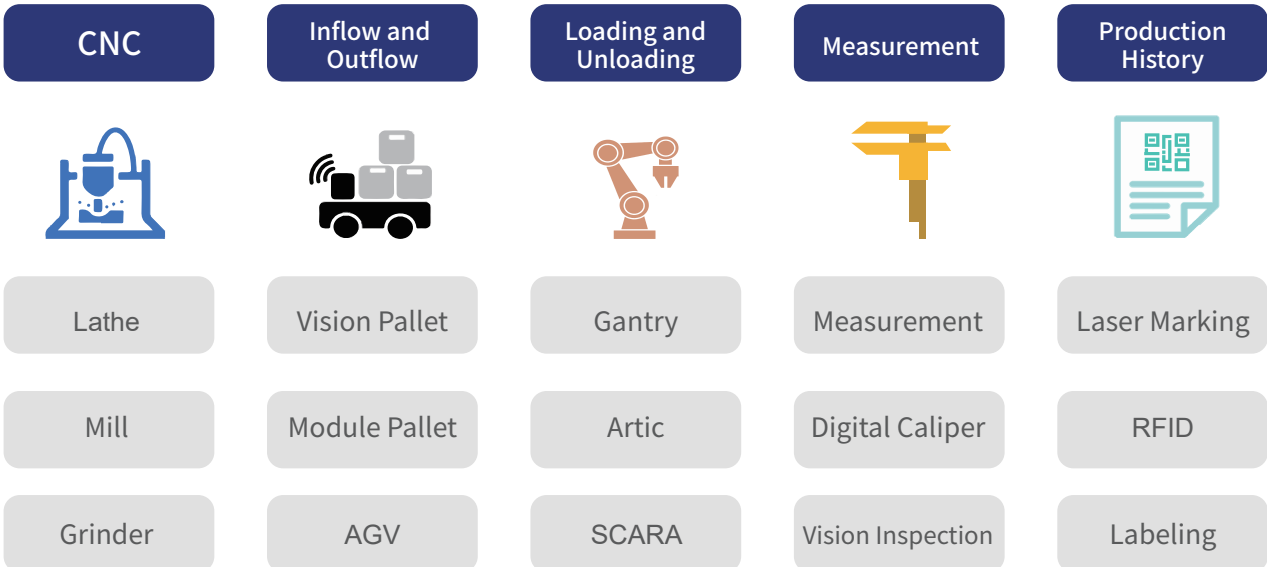 CNC
Inflow and
Outflow
Loading and
Unloading
Measurement
Production
History
Lathe
Vision Pallet
Gantry
Measurement
Laser Marking
Mill
Module Pallet
Artic
Digital Caliper
RFID
Grinder
AGV
SCARA
Vision Inspection
Labeling